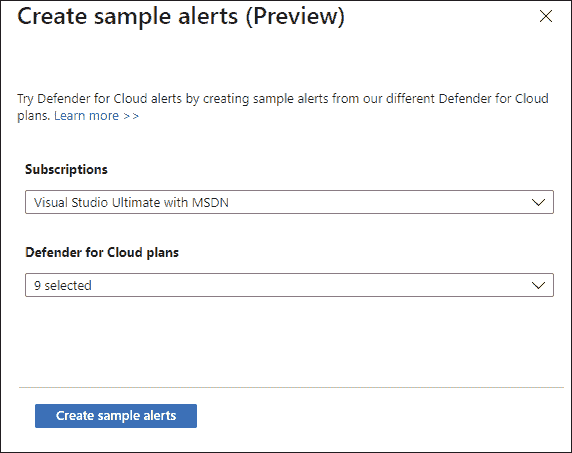 Create sample alerts (Preview)
Try Defender for Cloud alerts by creating sample alerts from our different Defender for Cloud
plans. Learn more >>
Subscriptions
Visual Studio Ultimate with MSDN
Defender for Cloud plans
9 selected
Create sample alerts